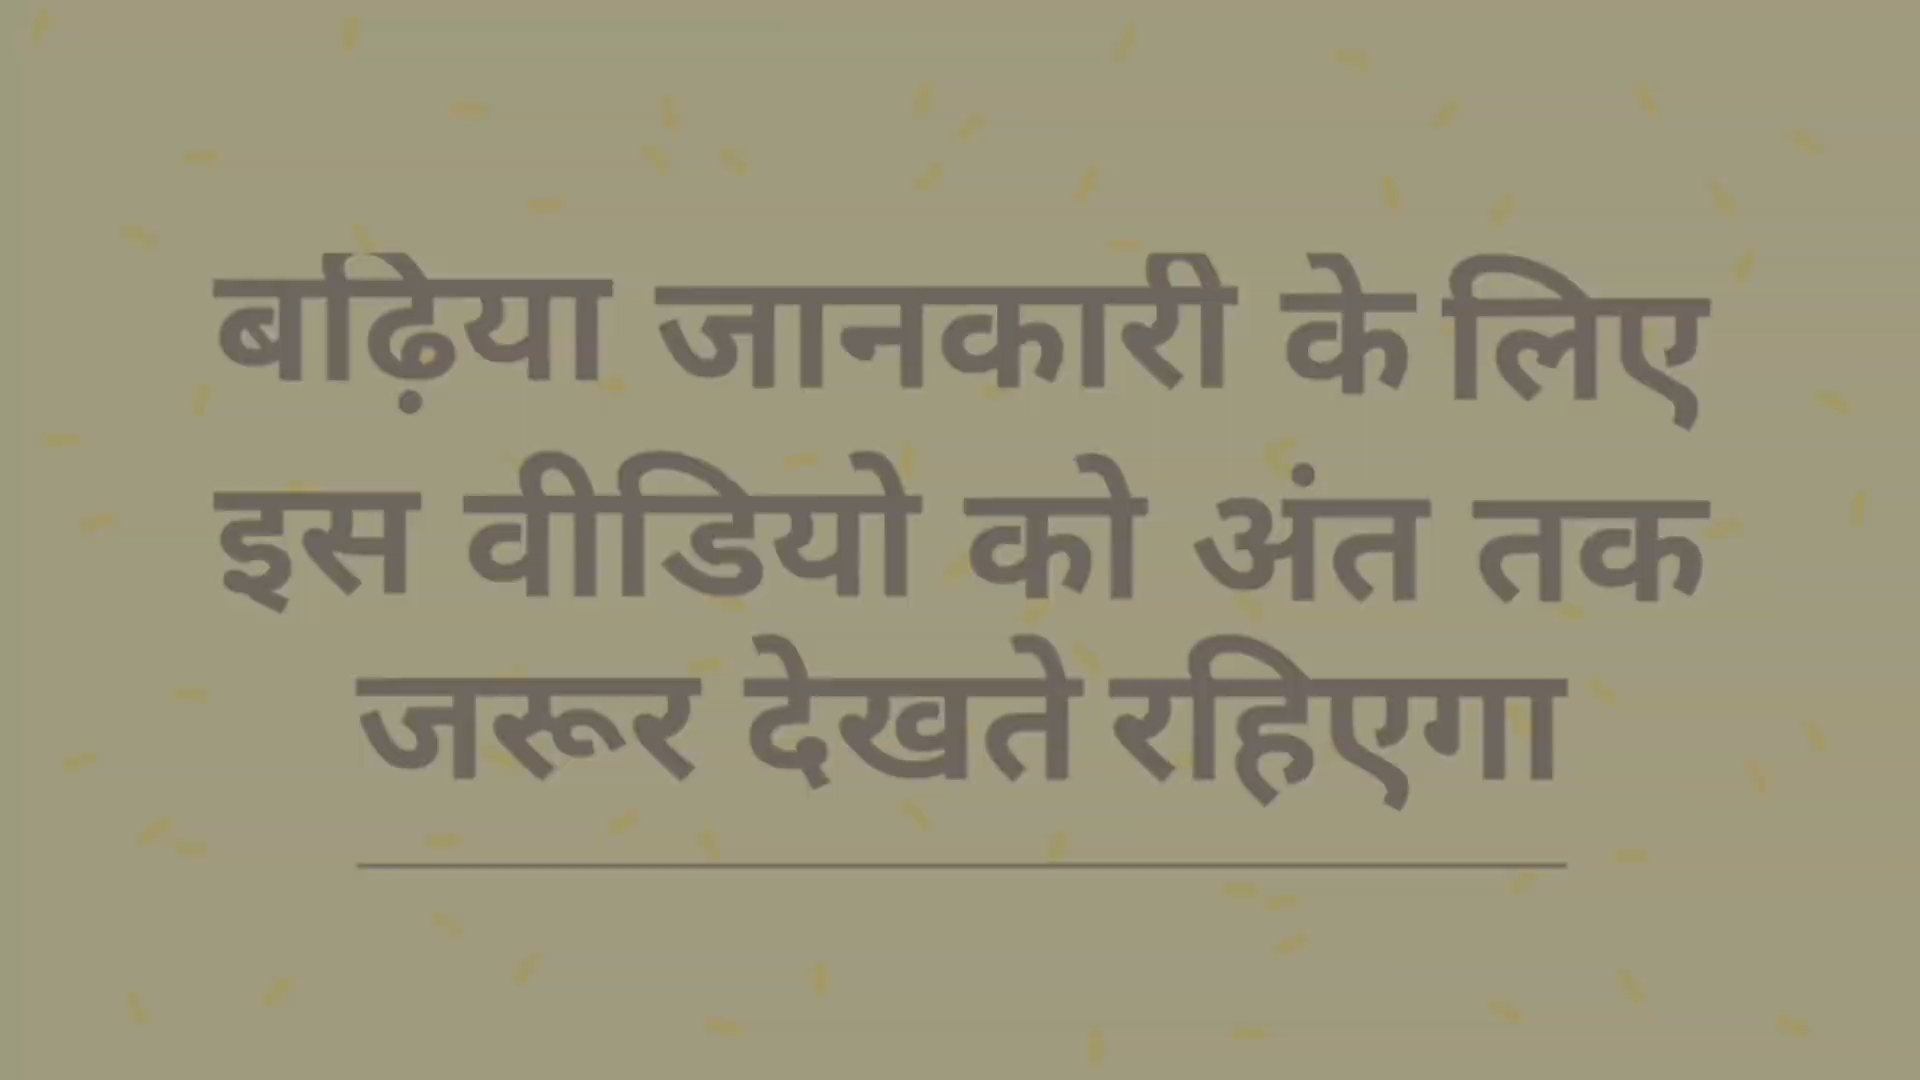 बढ़िया जानकारी के लिए
इस वीडियो को अंत तक
जरूर देखते रहिएगा